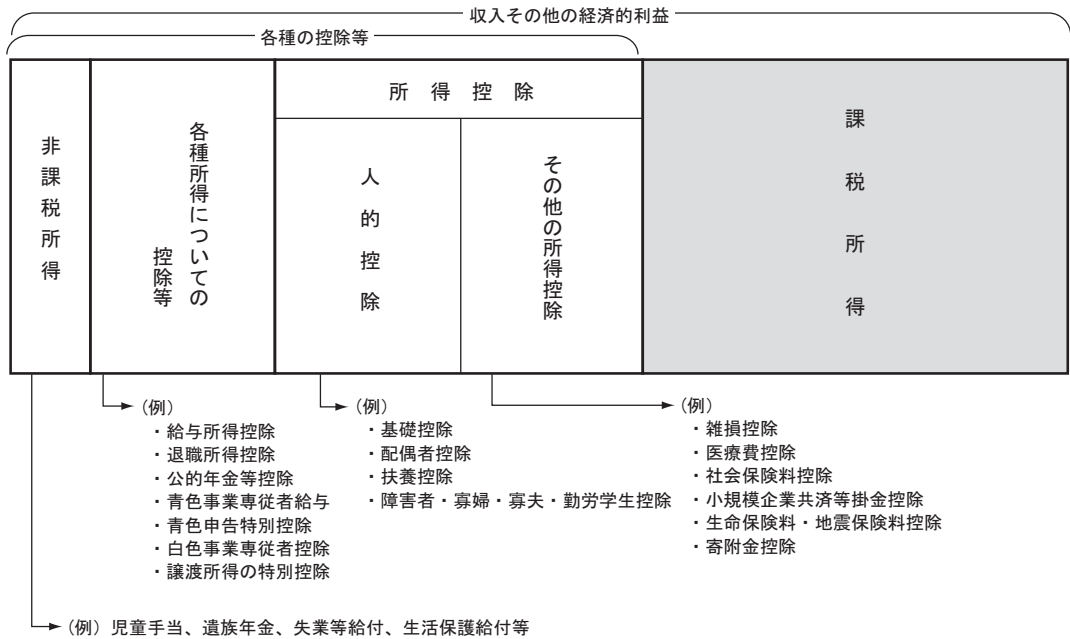 収入その他の経済的利益
各種の控除等
非課税所得
各種所得についての
控除等
所得控除
人的控除
その他の所得控除
課税所得
（例）
・給与所得控除
・退職所得控除
・公的年金等控除
・青色事業専従者給与
・青色申告特別控除
・白色事業専従者控除
・譲渡所得の特別控除
（例）
・基礎控除
・配偶者控除
・扶養控除
・障害者・寡婦・寡夫・勤労学生控除
（例）
・雑損控除
・医療費控除
・社会保険料控除
・小規模企業共済等掛金控除
・生命保険料・地震保険料控除
・寄附金控除
（例）児童手当、遺族年金、失業等給付、生活保護給付等